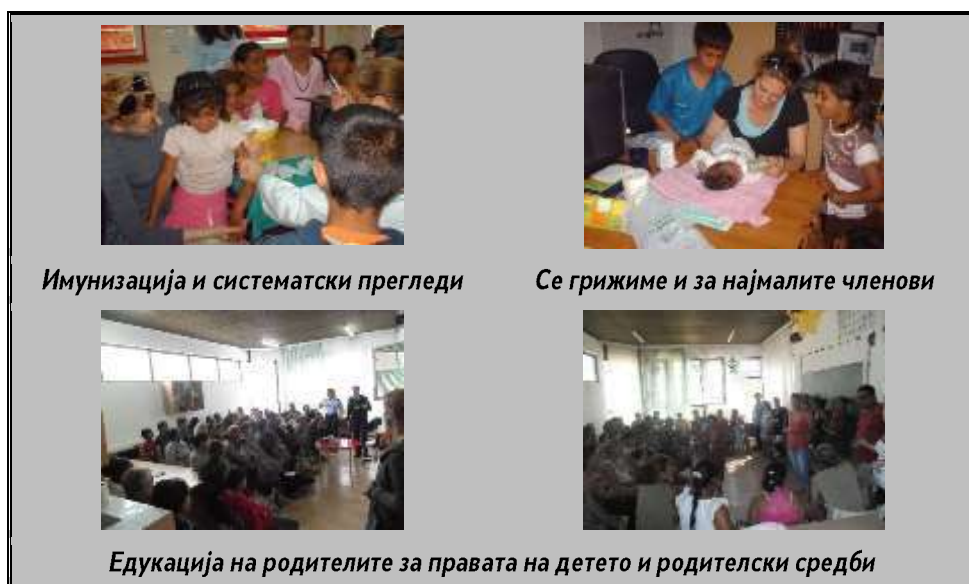 Имунизација и систематски прегледи
Се грижиме и за најмалите членови
Едукација на родителите за правата на детето и родителски средби